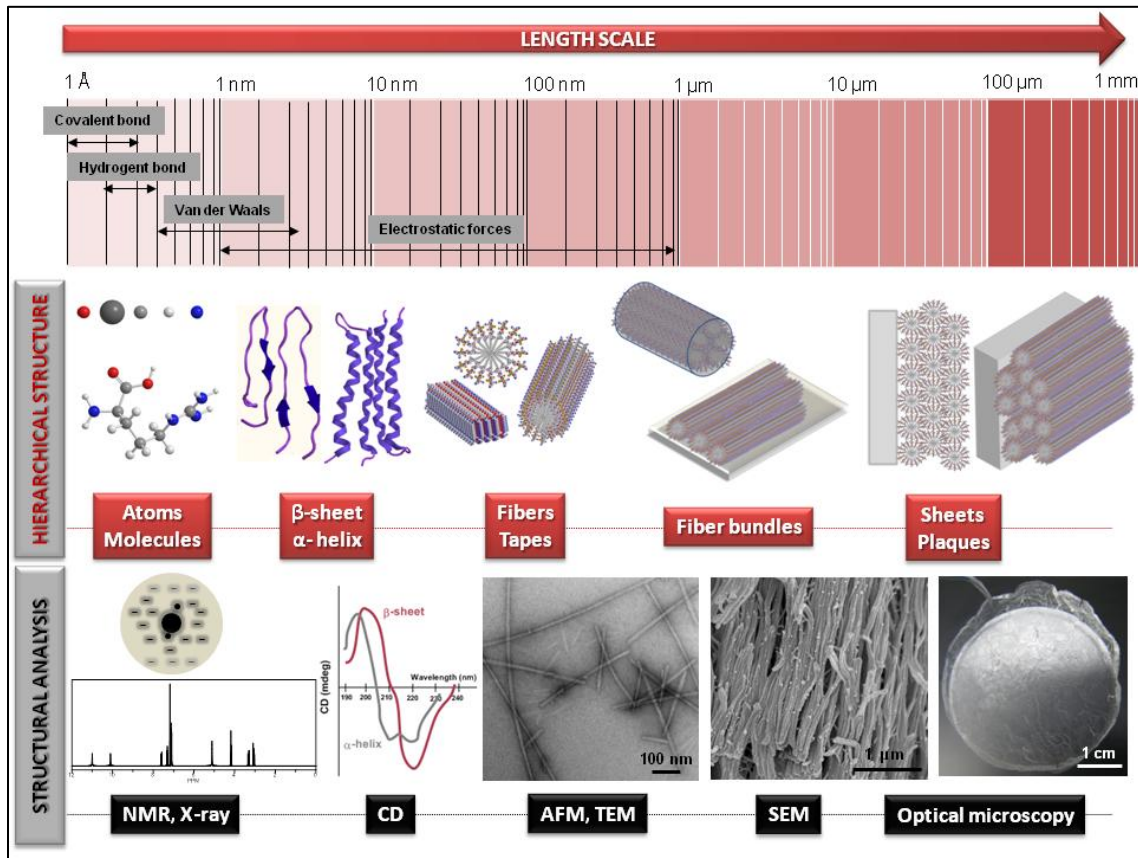 LENGTH SCALE
1 Å 1 nm 10 nm 100 nm 1 µm 10 µm 100 µm 1 mm
Covalent bond
Hydrogent bond
Van der Waals
Electrostatic forces
HIERARCHICAL STRUCTURE
Atoms
Molecules
β-sheet
α- helix
Fibers
Tapes
Fiber bundles
Sheets
Plaques
STRUCTURAL ANALYSIS
CD (mdeg)
β-sheet
Wavelength (nm)
190 200 210 220 230 240
α-helix
100 nm
1 µm
1 cm
NMR, X-ray
CD
AFM, TEM
SEM
Optical microscopy